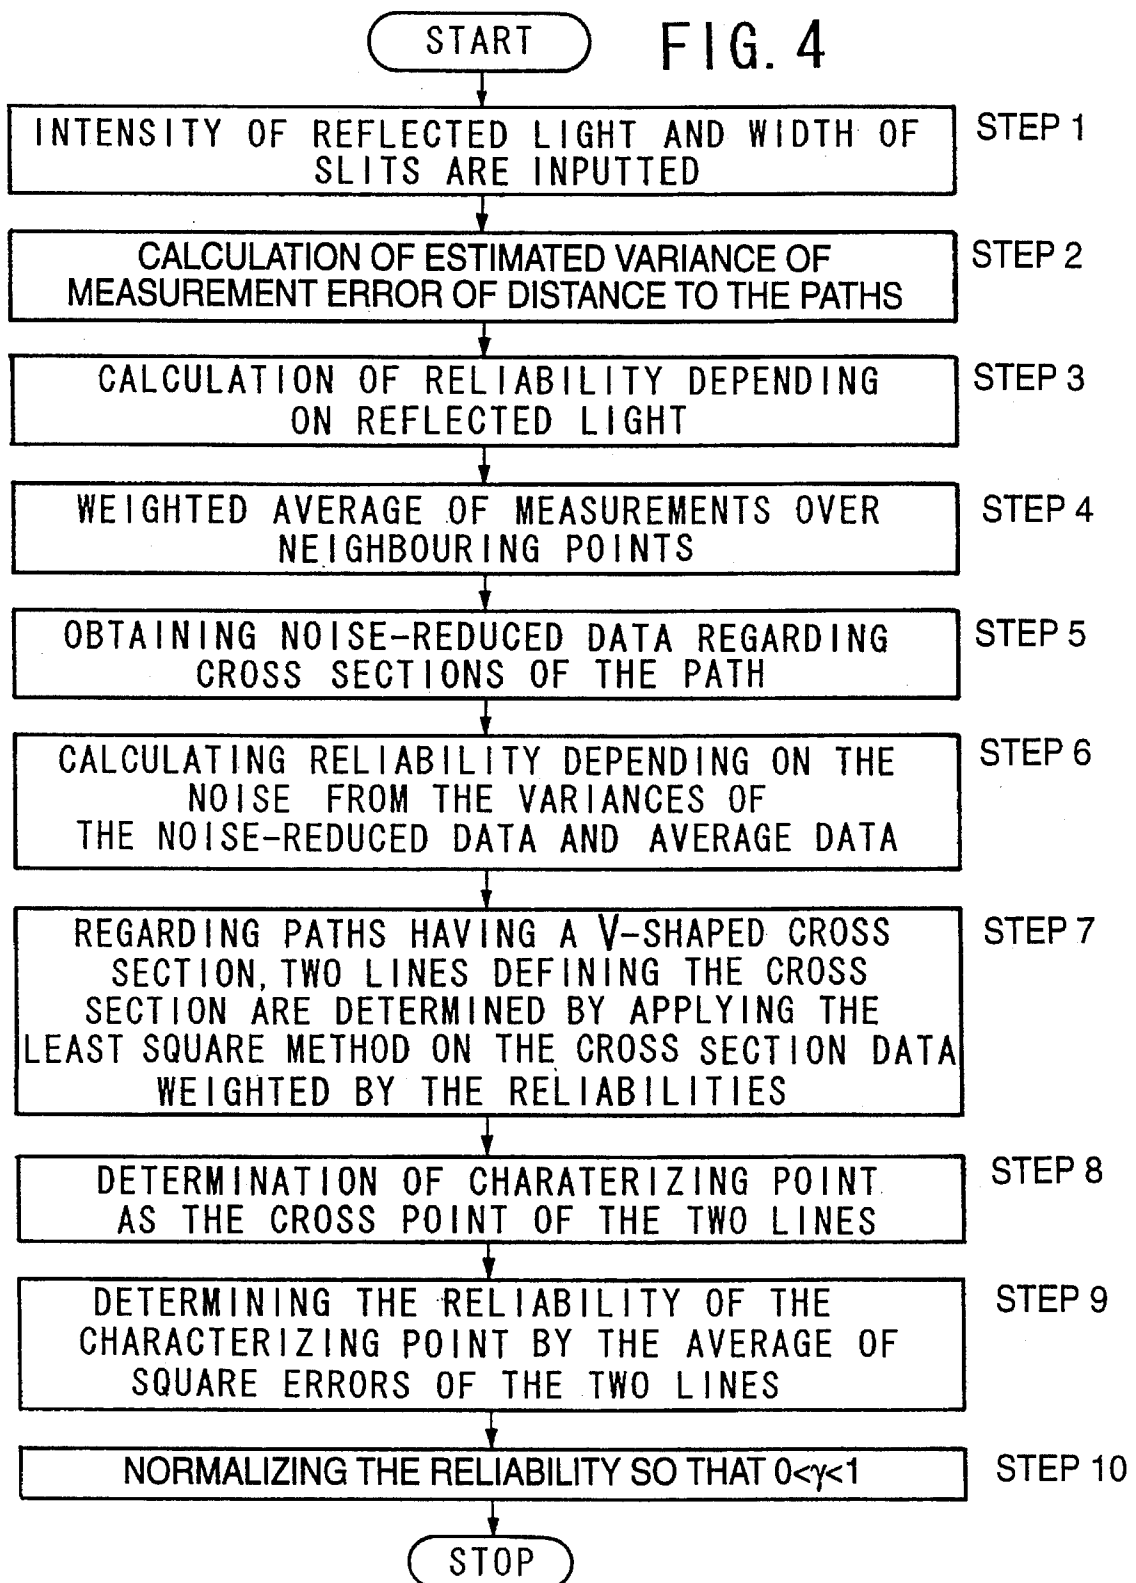 START
FIG. 4
INTENSITY OF REFLECTED LIGHT AND WIDTH OF
SLITS ARE INPUTTED
STEP 1
CALCULATION OF ESTIMATED VARIANCE OF
MEASUREMENT ERROR OF DISTANCE TO THE PATHS
STEP 2
CALCULATION OF RELIABILITY DEPENDING
ON REFLECTED LIGHT
STEP 3
WEIGHTED AVERAGE OF MEASUREMENTS OVER
NEIGHBOURING POINTS
STEP 4
OBTAINING NOISE-REDUCED DATA REGARDING
CROSS SECTIONS OF THE PATH
STEP 5
CALCULATING RELIABILITY DEPENDING ON THE
NOISE FROM THE VARIANCES OF
THE NOISE-REDUCED DATA AND AVERAGE DATA
STEP 6
REGARDING PATHS HAVING A V-SHAPED CROSS
SECTION, TWO LINES DEFINING THE CROSS
SECTION ARE DETERMINED BY APPLYING THE
LEAST SQUARE METHOD ON THE CROSS SECTION DATA
WEIGHTED BY THE RELIABILITIES
STEP 7
DETERMINATION OF CHARATERIZING POINT
AS THE CROSS POINT OF THE TWO LINES
STEP 8
DETERMINING THE RELIABILITY OF THE
CHARACTERIZING POINT BY THE AVERAGE OF
SQUARE ERRORS OF THE TWO LINES
STEP 9
NORMALIZING THE RELIABILITY SO THAT 0<γ<1
STEP 10
STOP